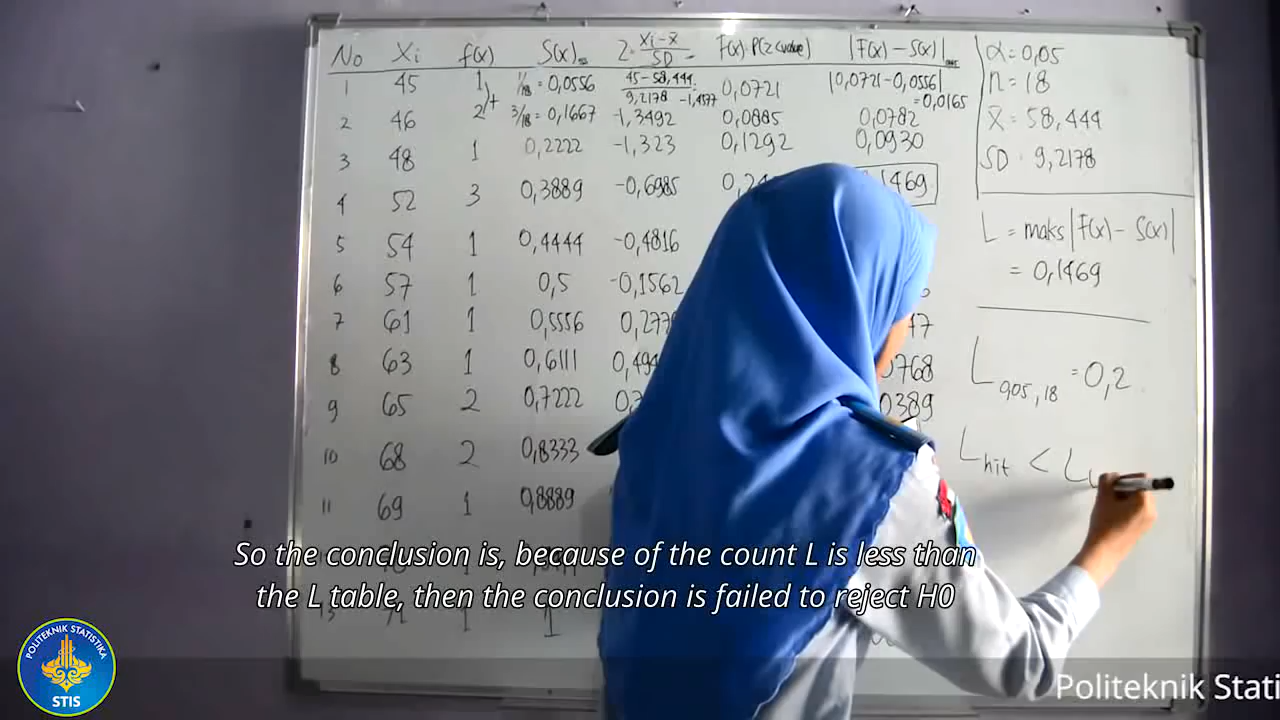 No Xi f(x) S(x) Z = Xi - x̄ / SD F(x) = P(Z<value) |F(x) - S(x)|
1 45 1 1/18 = 0,0556 45 - 58,444 / 9,2178 = -1,4577 0,0721 |0,0721 - 0,0556| = 0,0165
2 46 2 3/18 = 0,1667 -1,3492 0,0885 0,0782
3 48 1 0,2222 -1,323 0,1292 0,0930
4 52 3 0,3889 -0,6985 1469
5 54 1 0,4444 -0,4816
6 57 1 0,5 -0,1562
7 61 1 0,5556
8 63 1 0,6111 0768
9 65 2 0,7222 0389
10 68 2 0,8333
11 69 1 0,8889
1 1
α = 0,05
n = 18
x̄ = 58,444
SD = 9,2178
L = maks |F(x) - S(x)|
= 0,1469
L 0,05, 18 = 0,2
L hit < L
So the conclusion is, because of the count L is less than
the L table, then the conclusion is failed to reject H0
POLITEKNIK STATISTIKA
STIS
Politeknik Stati